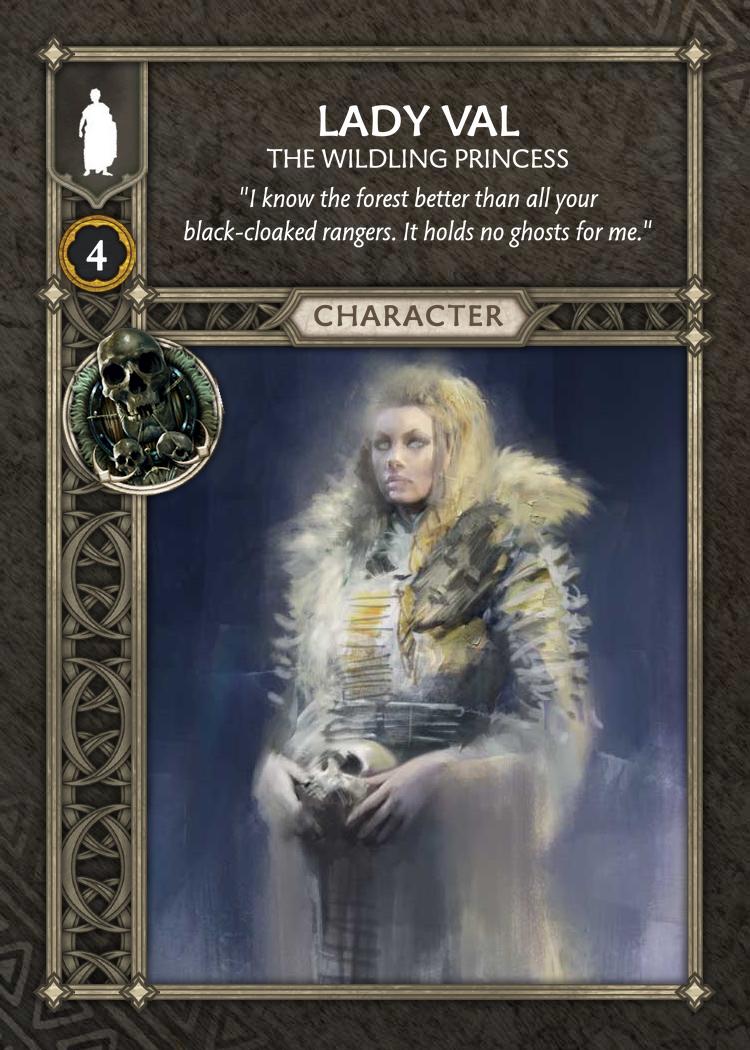 LADY VAL
THE WILDLING PRINCESS
"I know the forest better than all your
black-cloaked rangers. It holds no ghosts for me."
4
CHARACTER